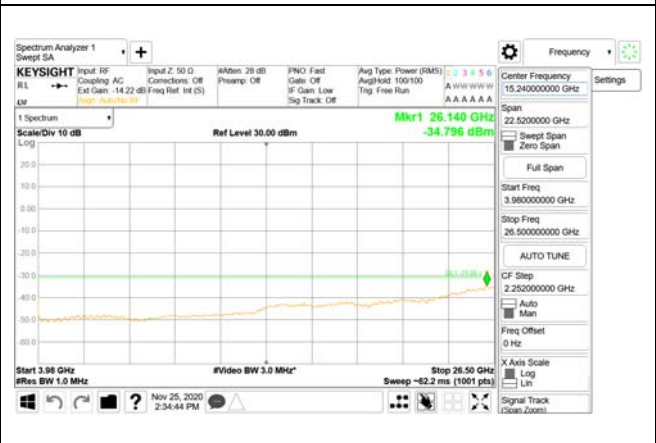 Spectrum Analyzer 1
Swept SA
Frequency
KEYSIGHT
RL
Input: RF
Coupling: AC
Ext Gain: -14.22 dB
Align: Auto/No RF
Input Z: 50 Ω
Corrections: Off
Freq Ref: Int (S)
#Atten: 28 dB
Preamp: Off
PNO: Fast
Gate: Off
IF Gain: Low
Sig Track: Off
Avg Type: Power (RMS)
Avg|Hold: 100/100
Trig: Free Run
1 2 3 4 5 6
A W W W W W
A A A A A A
1 Spectrum
Scale/Div 10 dB
Log
Ref Level 30.00 dBm
Mkr1 26.140 GHz
-34.796 dBm
20.0
10.0
0.00
-10.0
-20.0
-30.0
-40.0
-50.0
-60.0
Start 3.98 GHz
#Res BW 1.0 MHz
#Video BW 3.0 MHz*
Stop 26.50 GHz
Sweep ~62.2 ms (1001 pts)
Nov 25, 2020
2:34:44 PM
Center Frequency
15.240000000 GHz
Settings
Span
22.5200000 GHz
Swept Span
Zero Span
Full Span
Start Freq
3.980000000 GHz
Stop Freq
26.500000000 GHz
AUTO TUNE
CF Step
2.252000000 GHz
Auto
Man
Freq Offset
0 Hz
X Axis Scale
Log
Lin
Signal Track
(Span Zoom)